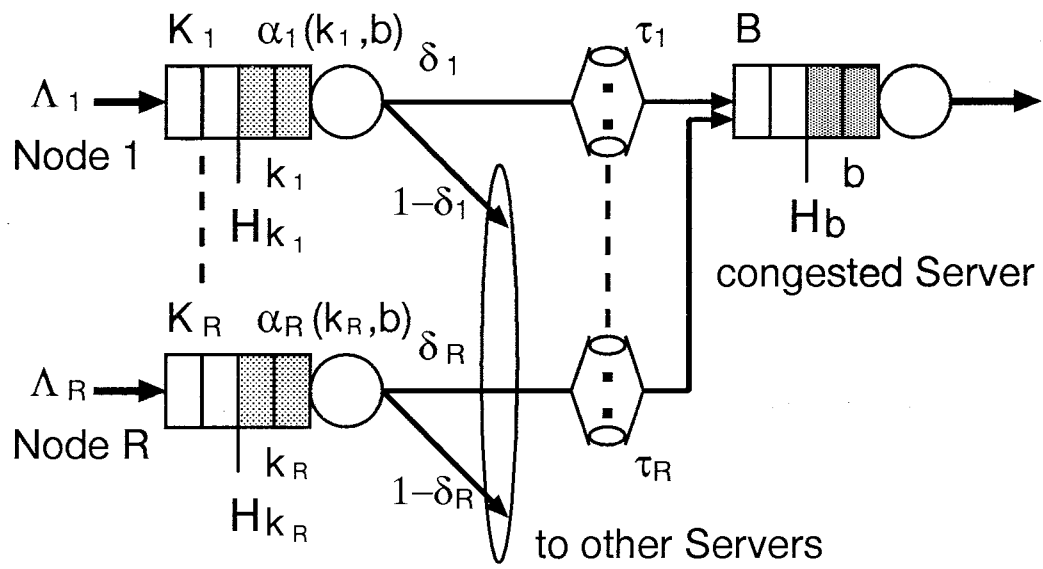 K₁ α₁(k₁,b) δ₁ τ₁ B
Λ₁
Node 1
k₁ b
1−δ₁
H_k₁ H_b
congested Server
K_R α_R(k_R,b) δ_R
Λ_R
Node R
k_R τ_R
1−δ_R
H_k_R
to other Servers